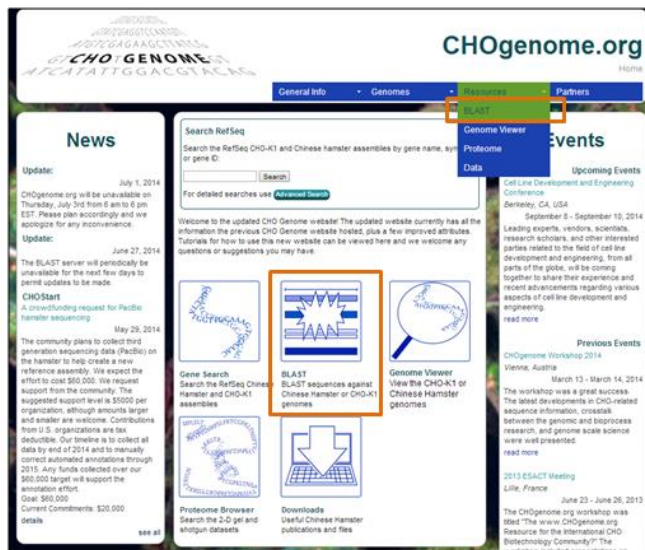 GT CHO GENOME
ATCATATTGGACGTACAG
CHOgenome.org
Home
General Info
Genomes
Resources
Partners
BLAST
Genome Viewer
Proteome
Data
News
Update:
July 1, 2014
CHOgenome.org will be unavailable on
Thursday, July 3rd from 6 am to 6 pm
EST. Please plan accordingly and we
apologize for any inconvenience.
Update:
June 27, 2014
The BLAST server will periodically be
unavailable for the next few days to
permit updates to be made.
CHOStart
A crowdfunding request for PacBio
hamster sequencing
May 29, 2014
The community plans to collect third
generation sequencing data (PacBio) on
the hamster to help create a new
reference assembly. We expect the
effort to cost $60,000. We request
support from the community. The
suggested support level is $5000 per
organization, although amounts larger
and smaller are welcome. Contributions
from U.S. organizations are tax
deductible. Our timeline is to collect all
data by end of 2014 and to manually
correct automated annotations through
2015. Any funds collected over our
$60,000 target will support the
annotation effort.
Goal: $60,000
Current Commitments: $20,000
details
see all
Search RefSeq
Search the RefSeq CHO-K1 and Chinese hamster assemblies by gene name, sym
or gene ID:
Search
For detailed searches use Advanced Search
Welcome to the updated CHO Genome website! The updated website currently has all the
information the previous CHO Genome website hosted, plus a few improved attributes.
Tutorials for how to use this new website can be viewed here and we welcome any
questions or suggestions you may have.
Gene Search
Search the RefSeq Chinese
Hamster and CHO-K1
assemblies
BLAST
BLAST sequences against
Chinese Hamster or CHO-K1
genomes
Genome Viewer
View the CHO-K1 or
Chinese Hamster
genomes
Proteome Browser
Search the 2-D gel and
shotgun datasets
Downloads
Useful Chinese Hamster
publications and files
Events
Upcoming Events
Cell Line Development and Engineering
Conference
Berkeley, CA, USA
September 8 - September 10, 2014
Leading experts, vendors, scientists,
research scholars, and other interested
parties related to the field of cell line
development and engineering, from all
parts of the globe, will be coming
together to share their experience and
recent advancements regarding various
aspects of cell line development and
engineering.
read more
Previous Events
CHOgenome Workshop 2014
Vienna, Austria
March 13 - March 14, 2014
The workshop was a great success.
The latest developments in CHO-related
sequence information, crosstalk
between the genomic and bioprocess
research, and genome scale science
were well presented.
read more
2013 ESACT Meeting
Lille, France
June 23 - June 26, 2013
The CHOgenome.org workshop was
titled "The www.CHOgenome.org
Resource for the International CHO
Biotechnology Community?" The